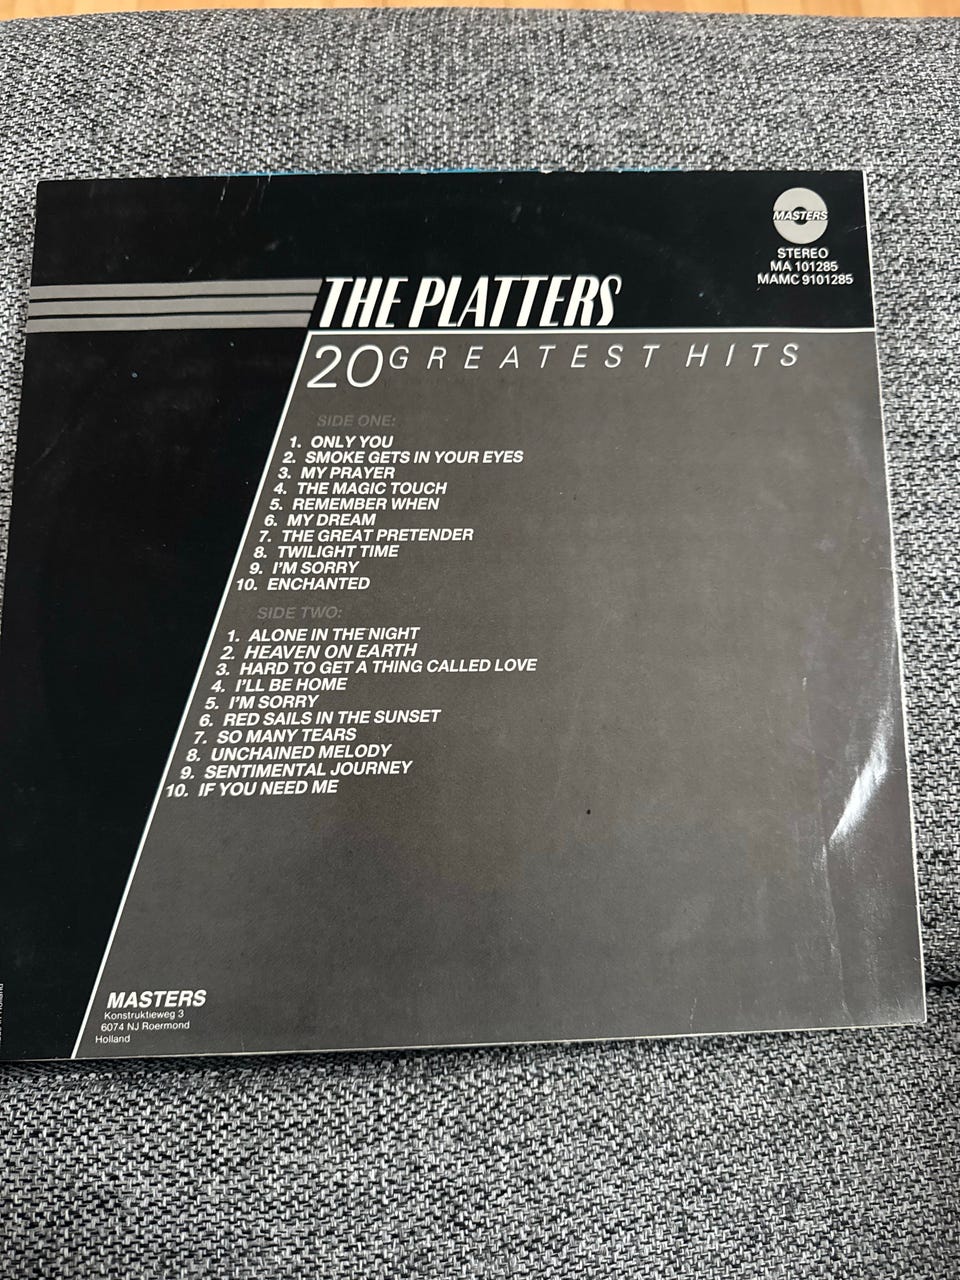 MASTERS
STEREO
MA 101285
MAMC 9101285
THE PLATTERS
20 GREATEST HITS
SIDE ONE:
1. ONLY YOU
2. SMOKE GETS IN YOUR EYES
3. MY PRAYER
4. THE MAGIC TOUCH
5. REMEMBER WHEN
6. MY DREAM
7. THE GREAT PRETENDER
8. TWILIGHT TIME
9. I'M SORRY
10. ENCHANTED
SIDE TWO:
1. ALONE IN THE NIGHT
2. HEAVEN ON EARTH
3. HARD TO GET A THING CALLED LOVE
4. I'LL BE HOME
5. I'M SORRY
6. RED SAILS IN THE SUNSET
7. SO MANY TEARS
8. UNCHAINED MELODY
9. SENTIMENTAL JOURNEY
10. IF YOU NEED ME
MASTERS
Konstruktieweg 3
6074 NJ Roermond
Holland